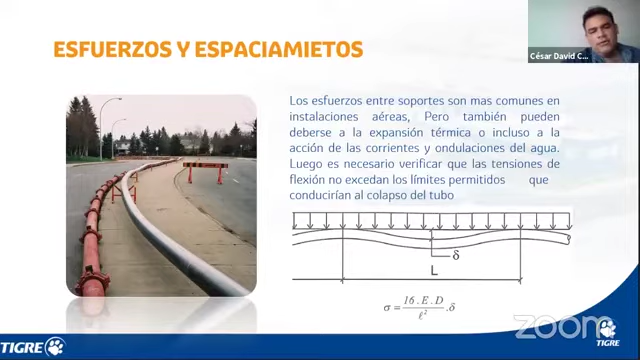 ESFUERZOS Y ESPACIAMIETOS
César David C...
Los esfuerzos entre soportes son mas comunes en
instalaciones aéreas, Pero también pueden
deberse a la expansión térmica o incluso a la
acción de las corrientes y ondulaciones del agua.
Luego es necesario verificar que las tensiones de
flexión no excedan los límites permitidos que
conducirían al colapso del tubo
δ
L
σ = 16 . E . D / ℓ² . δ
zoom
TIGRE
TIGRE